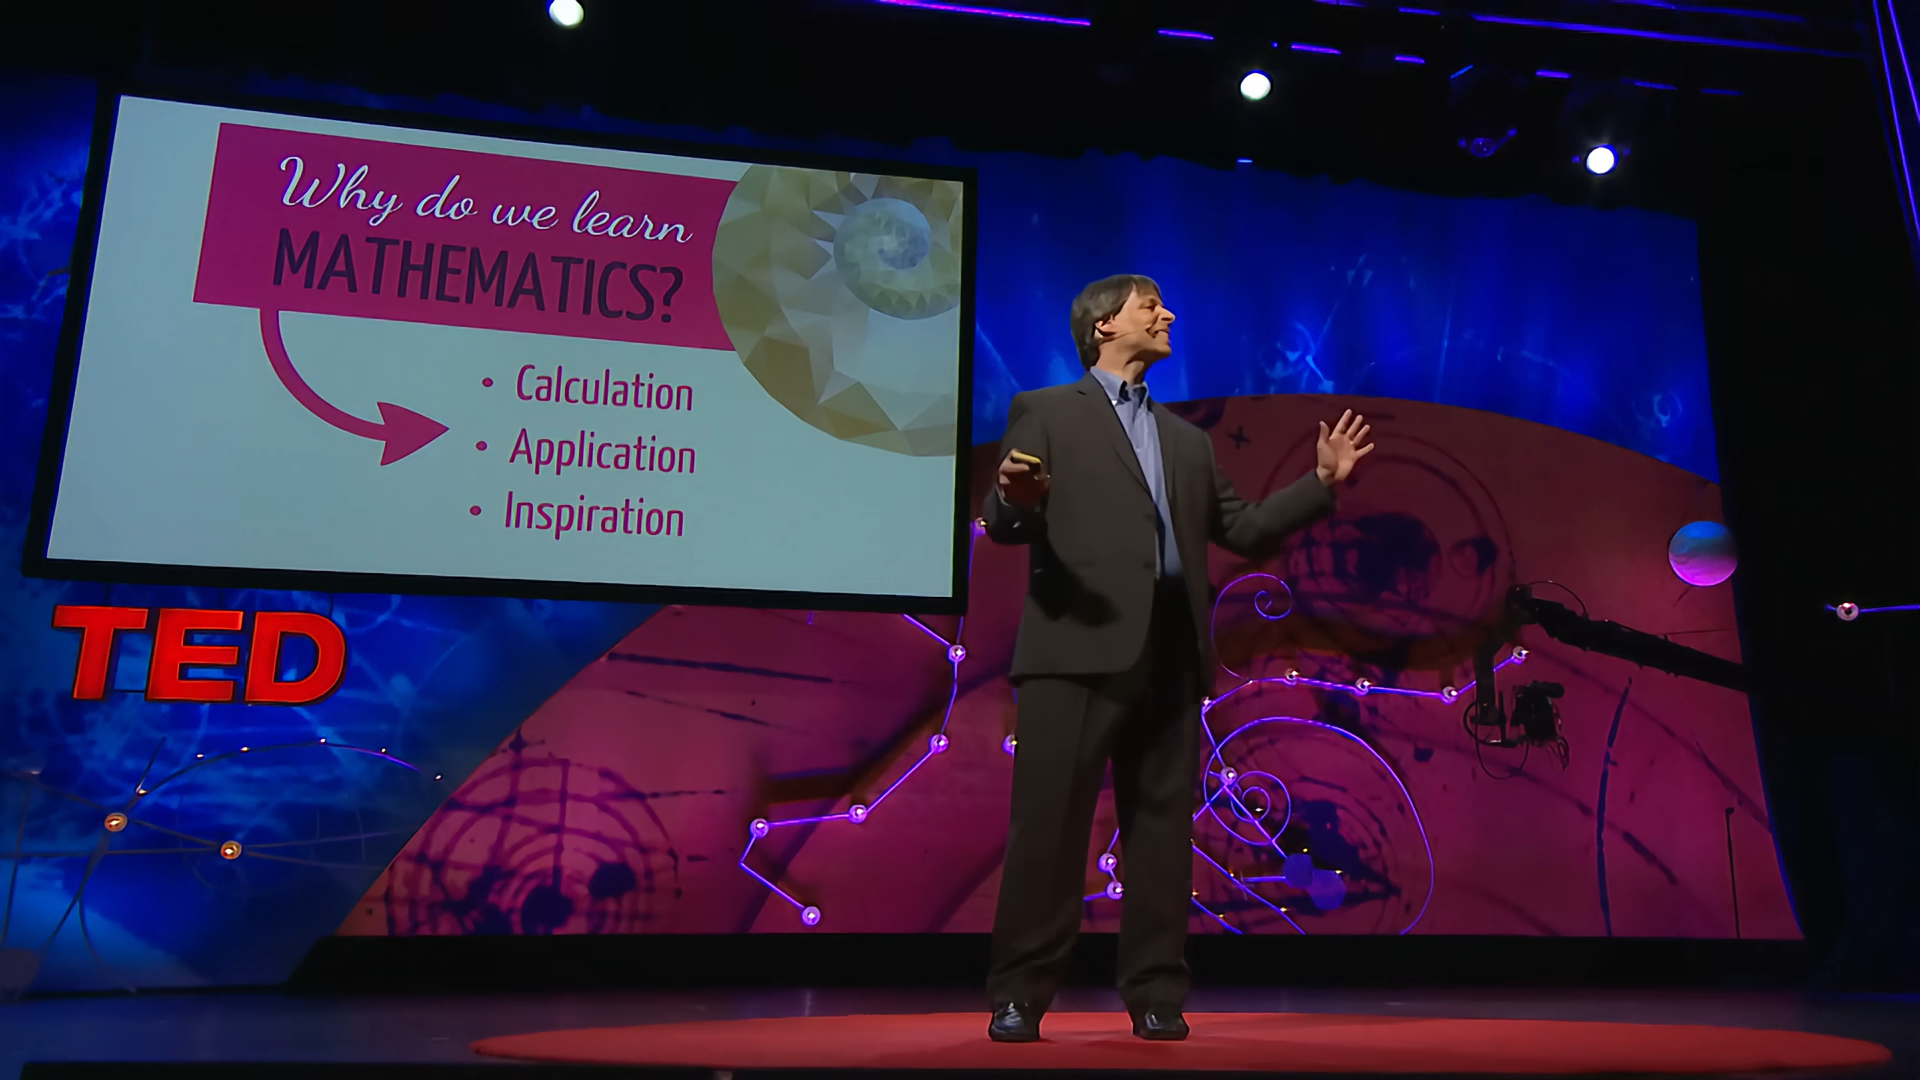 Why do we learn
MATHEMATICS?
• Calculation
• Application
• Inspiration
TED